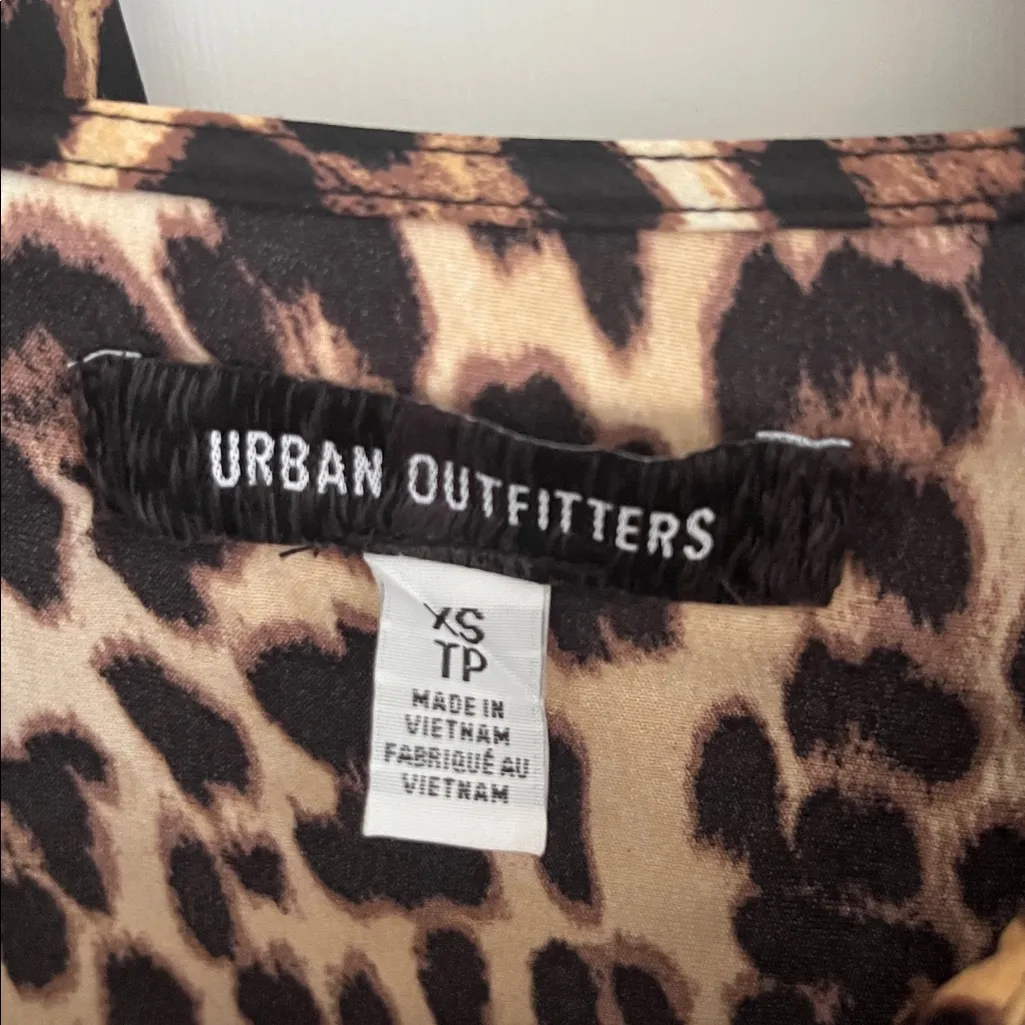 URBAN OUTFITTERS
XS
TP
MADE IN
VIETNAM
FABRIQUÉ AU
VIETNAM